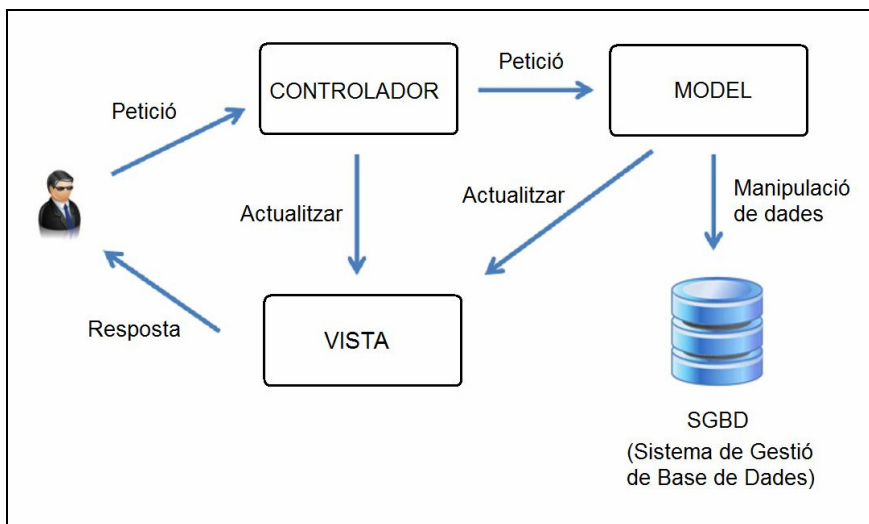 Petició
CONTROLADOR
Petició
MODEL
Actualitzar
Actualitzar
Manipulació
de dades
Resposta
VISTA
SGBD
(Sistema de Gestió
de Base de Dades)